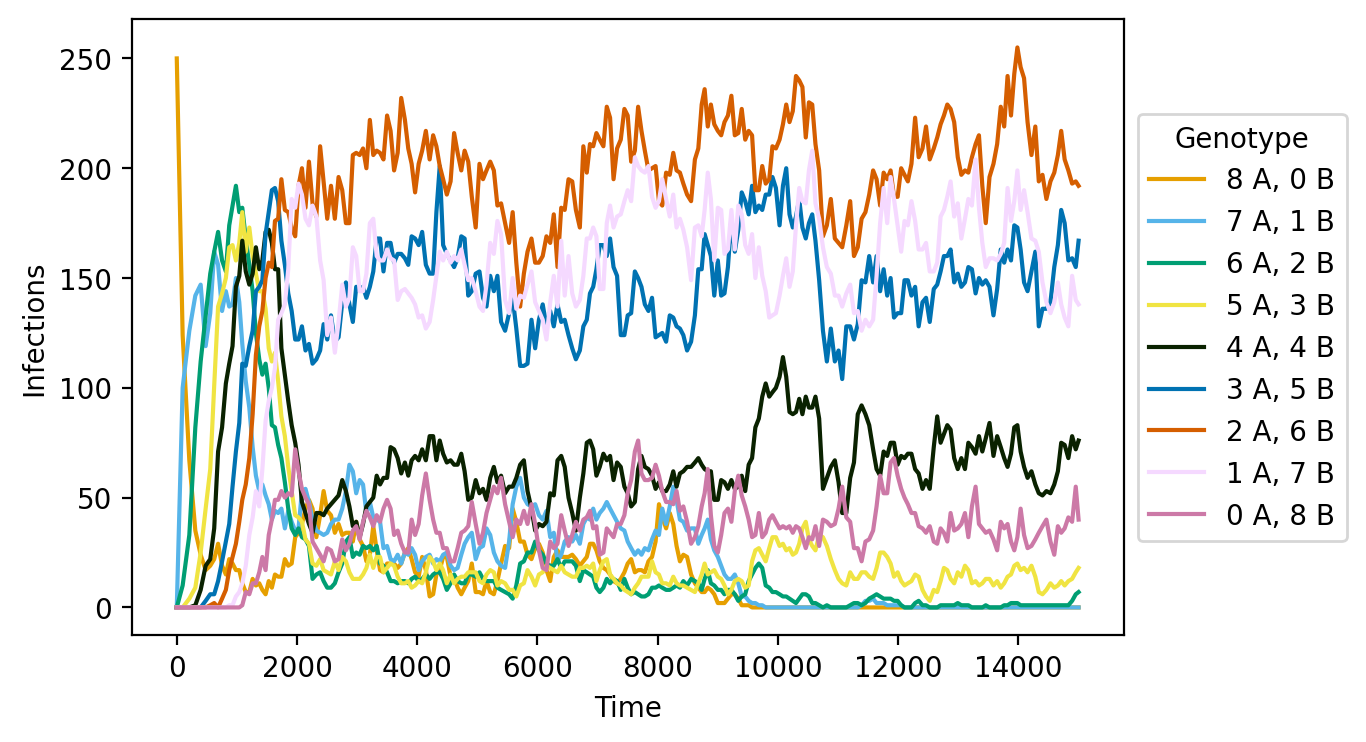 250
200
150
100
50
0
Infections
0 2000 4000 6000 8000 10000 12000 14000
Time
Genotype
8 A, 0 B
7 A, 1 B
6 A, 2 B
5 A, 3 B
4 A, 4 B
3 A, 5 B
2 A, 6 B
1 A, 7 B
0 A, 8 B